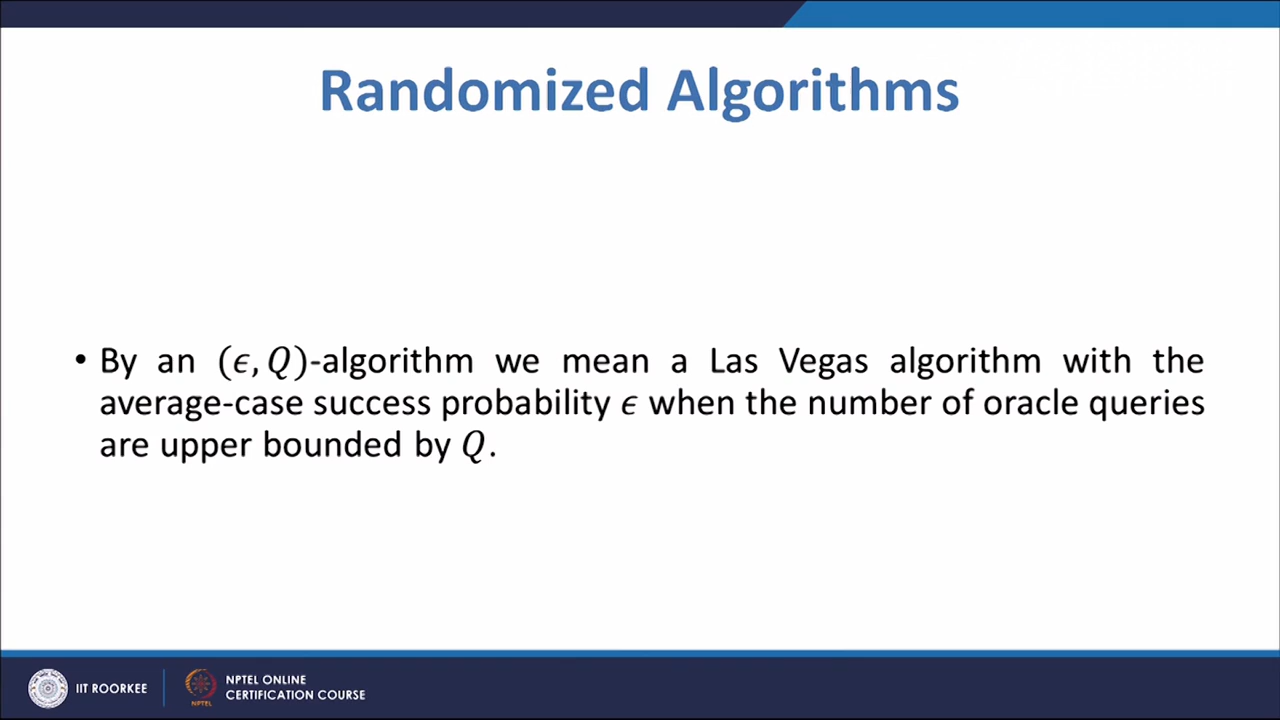 Randomized Algorithms
• By an (ϵ, Q)-algorithm we mean a Las Vegas algorithm with the
average-case success probability ϵ when the number of oracle queries
are upper bounded by Q.
IIT ROORKEE
NPTEL ONLINE
CERTIFICATION COURSE
NPTEL